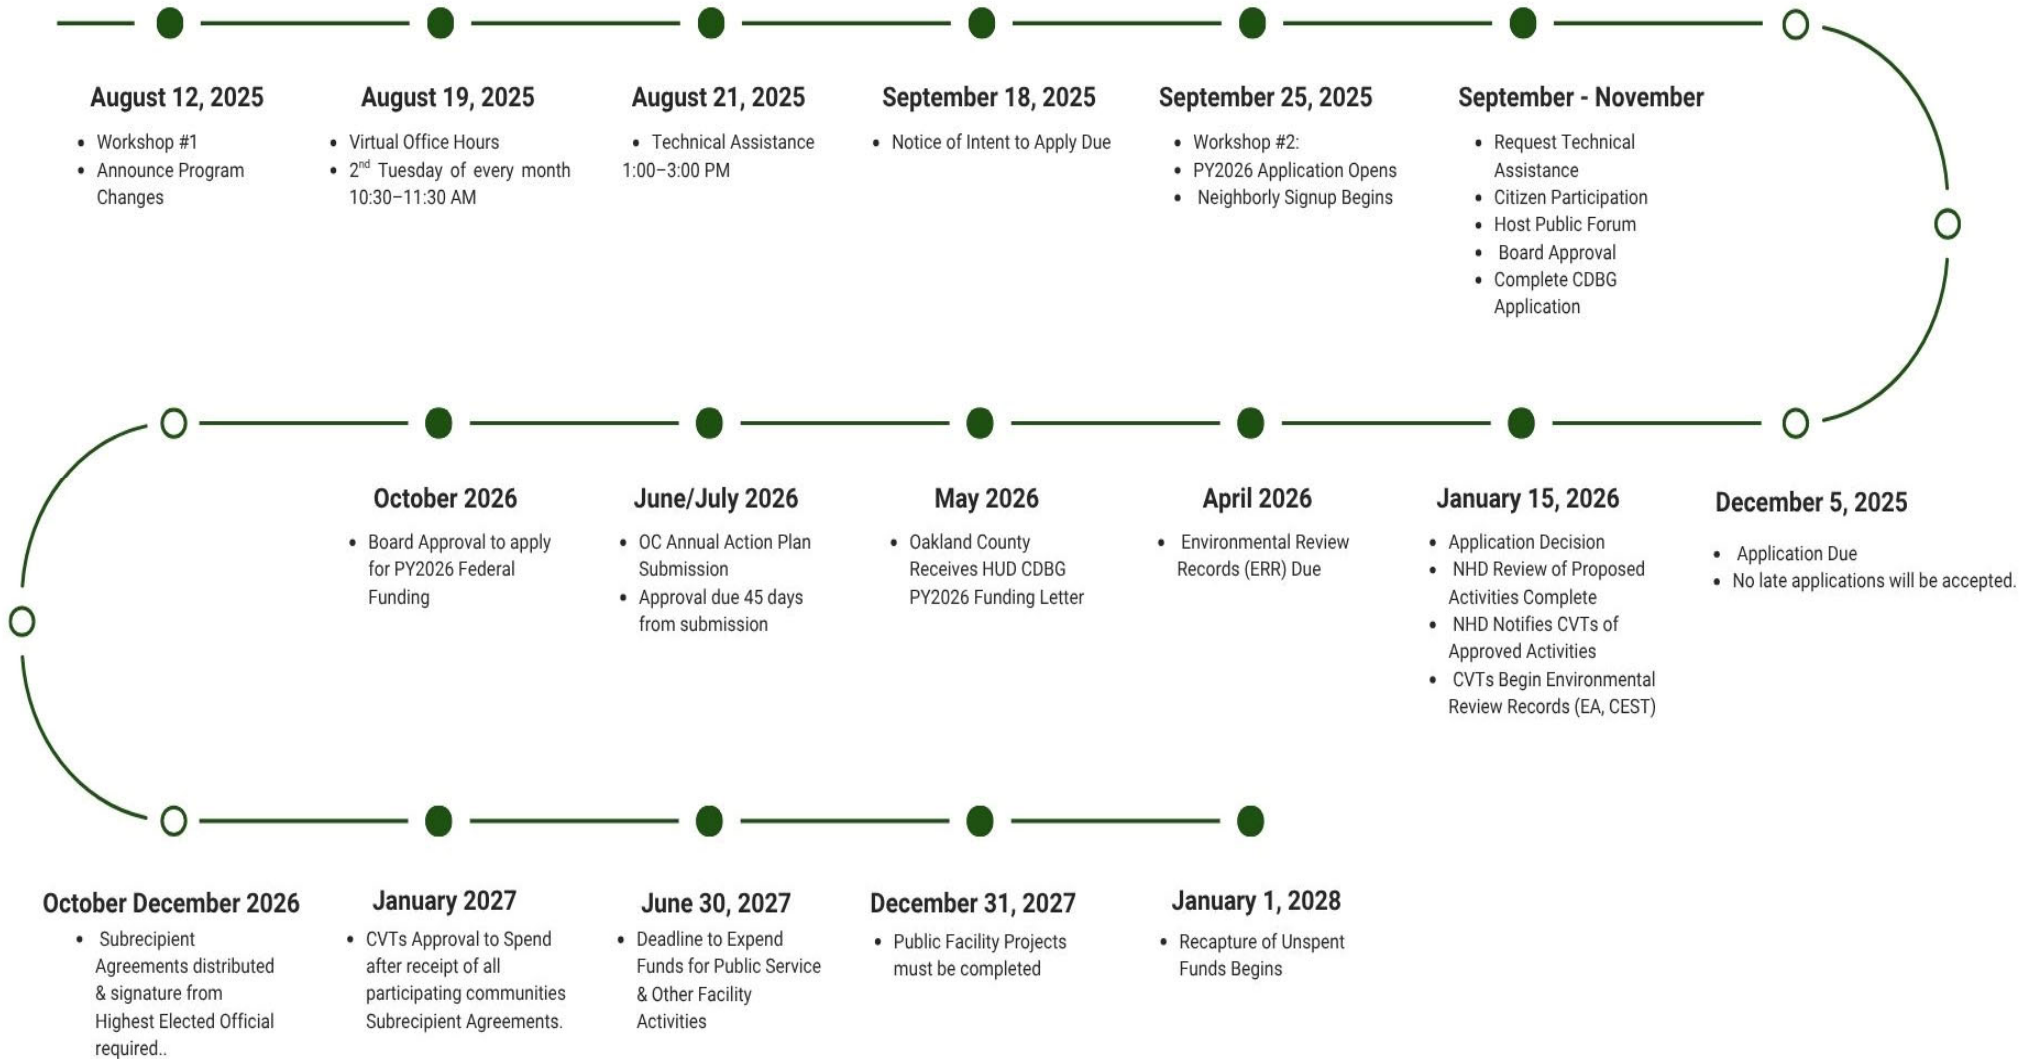 August 12, 2025
• Workshop #1
• Announce Program
Changes
August 19, 2025
• Virtual Office Hours
• 2nd Tuesday of every month
10:30–11:30 AM
August 21, 2025
• Technical Assistance
1:00–3:00 PM
September 18, 2025
• Notice of Intent to Apply Due
September 25, 2025
• Workshop #2:
• PY2026 Application Opens
• Neighborly Signup Begins
September - November
• Request Technical
Assistance
• Citizen Participation
• Host Public Forum
• Board Approval
• Complete CDBG
Application
December 5, 2025
• Application Due
• No late applications will be accepted.
January 15, 2026
• Application Decision
• NHD Review of Proposed
Activities Complete
• NHD Notifies CVTs of
Approved Activities
• CVTs Begin Environmental
Review Records (EA, CEST)
April 2026
• Environmental Review
Records (ERR) Due
May 2026
• Oakland County
Receives HUD CDBG
PY2026 Funding Letter
June/July 2026
• OC Annual Action Plan
Submission
• Approval due 45 days
from submission
October 2026
• Board Approval to apply
for PY2026 Federal
Funding
October December 2026
• Subrecipient
Agreements distributed
& signature from
Highest Elected Official
required..
January 2027
• CVTs Approval to Spend
after receipt of all
participating communities
Subrecipient Agreements.
June 30, 2027
• Deadline to Expend
Funds for Public Service
& Other Facility
Activities
December 31, 2027
• Public Facility Projects
must be completed
January 1, 2028
• Recapture of Unspent
Funds Begins